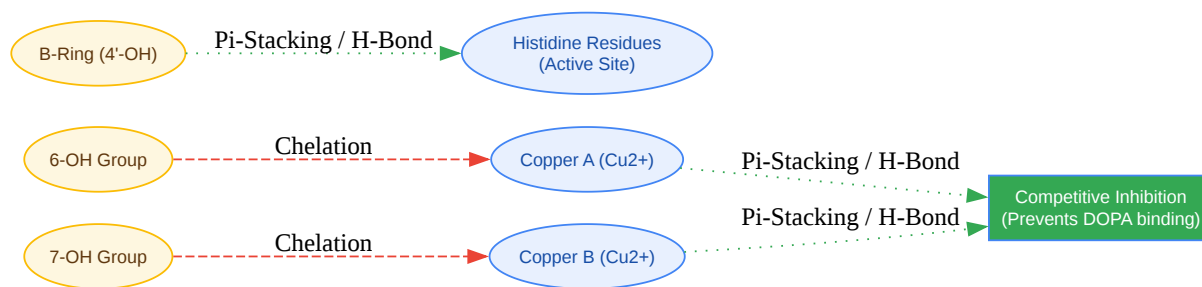 B-Ring (4'-OH)
Pi-Stacking / H-Bond
Histidine Residues
(Active Site)
6-OH Group
Chelation
Copper A (Cu2+)
Pi-Stacking / H-Bond
7-OH Group
Chelation
Copper B (Cu2+)
Pi-Stacking / H-Bond
Competitive Inhibition
(Prevents DOPA binding)